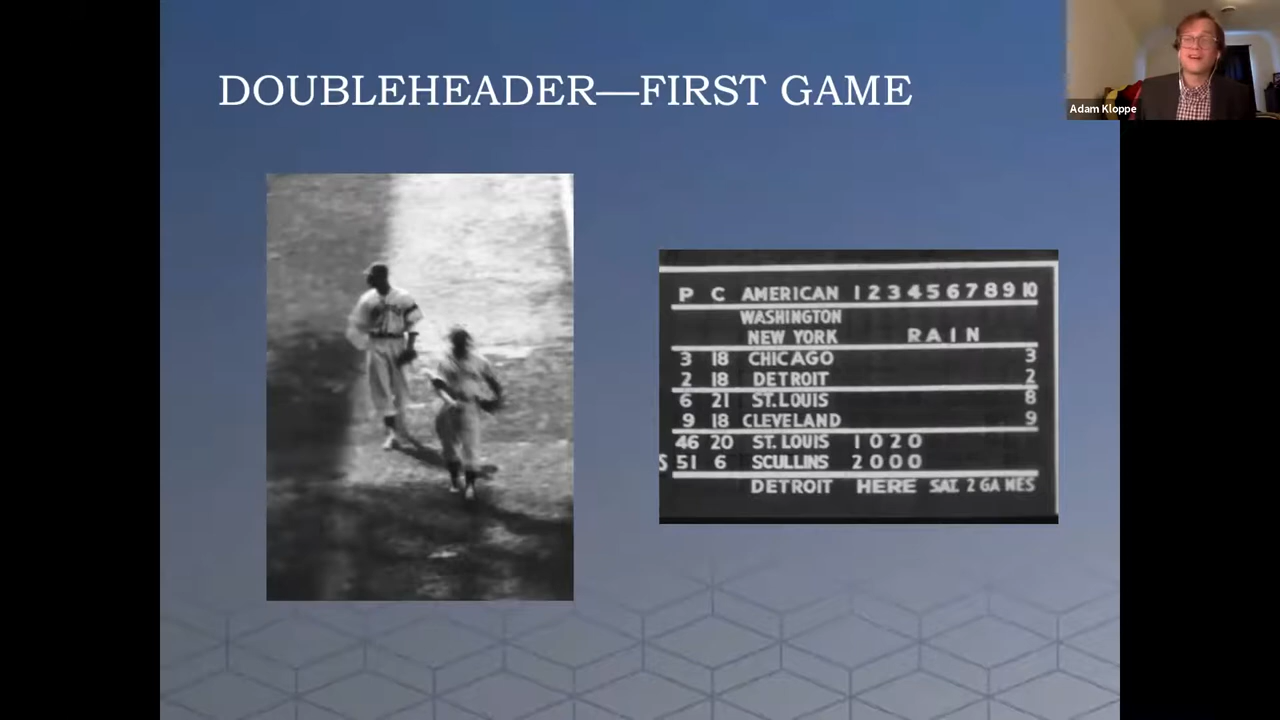 DOUBLEHEADER—FIRST GAME
Adam Kloppe
P C AMERICAN 1 2 3 4 5 6 7 8 9 10
WASHINGTON
NEW YORK RAIN
3 18 CHICAGO 3
2 18 DETROIT 2
6 21 ST. LOUIS 8
9 18 CLEVELAND 9
46 20 ST. LOUIS 1 0 2 0
S 51 6 SCULLINS 2 0 0 0
DETROIT HERE SAT. 2 GAMES